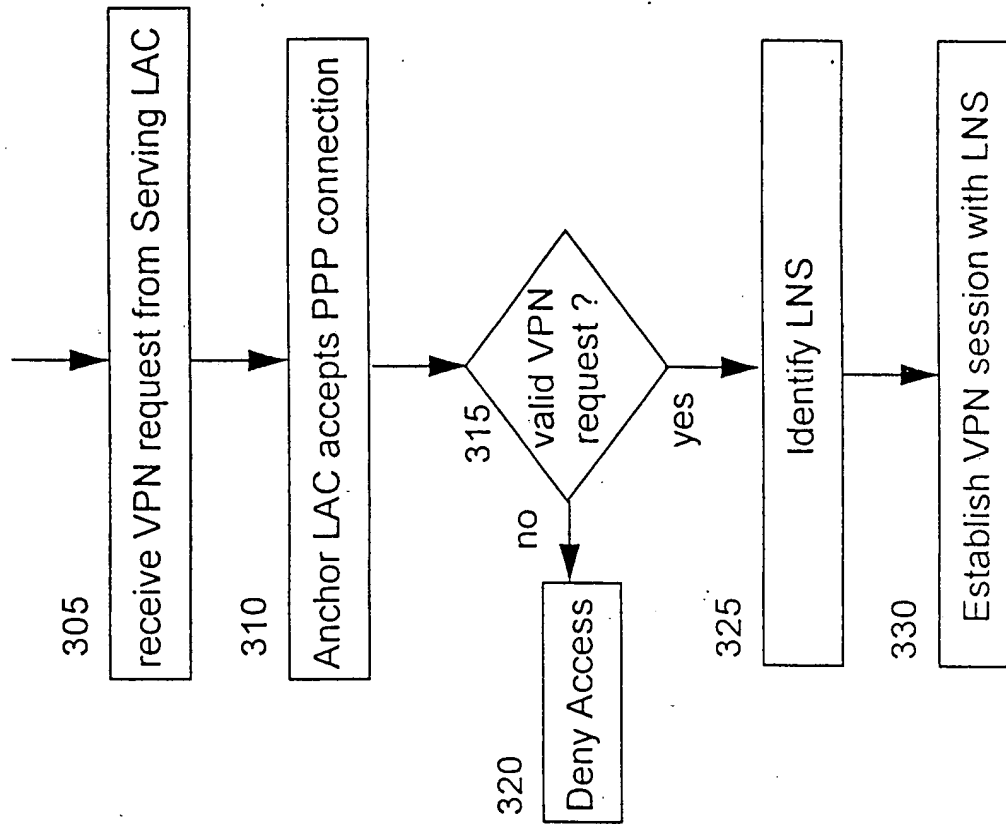 305
receive VPN request from Serving LAC
310
Anchor LAC accepts PPP connection
315
valid VPN
request ?
no
yes
320
Deny Access
325
Identify LNS
330
Establish VPN session with LNS